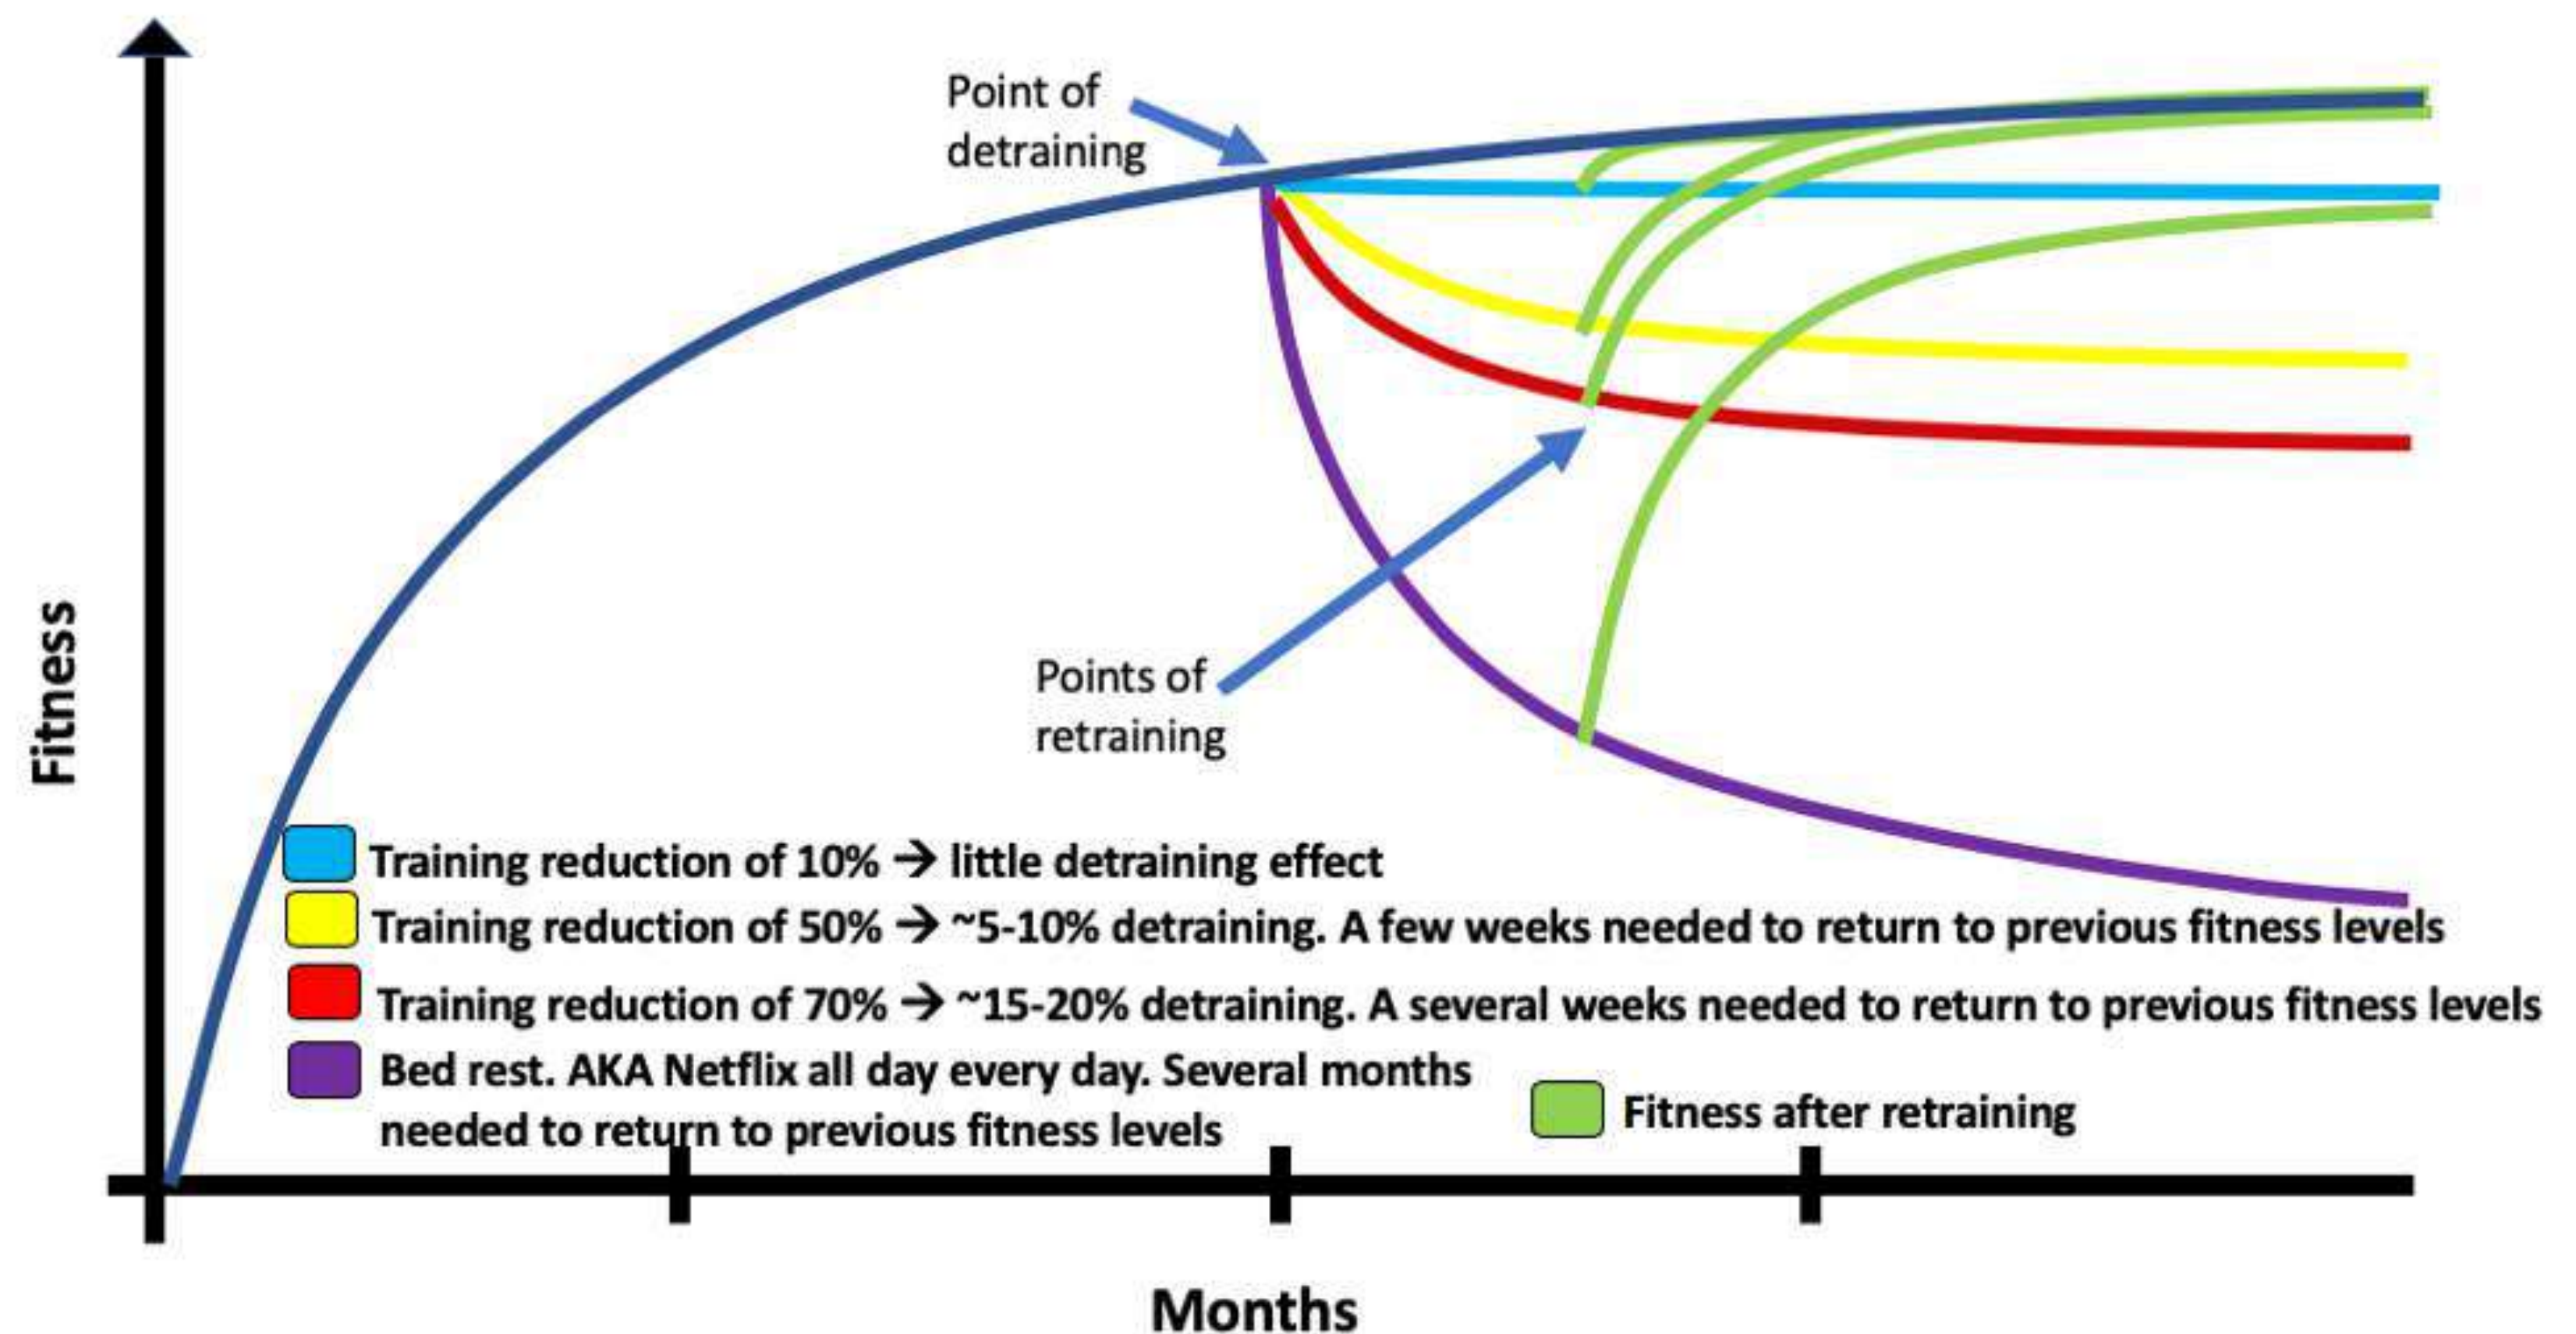 Point of
detraining
Points of
retraining
Fitness
Training reduction of 10% → little detraining effect
Training reduction of 50% → ~5-10% detraining. A few weeks needed to return to previous fitness levels
Training reduction of 70% → ~15-20% detraining. A several weeks needed to return to previous fitness levels
Bed rest. AKA Netflix all day every day. Several months
needed to return to previous fitness levels
Fitness after retraining
Months